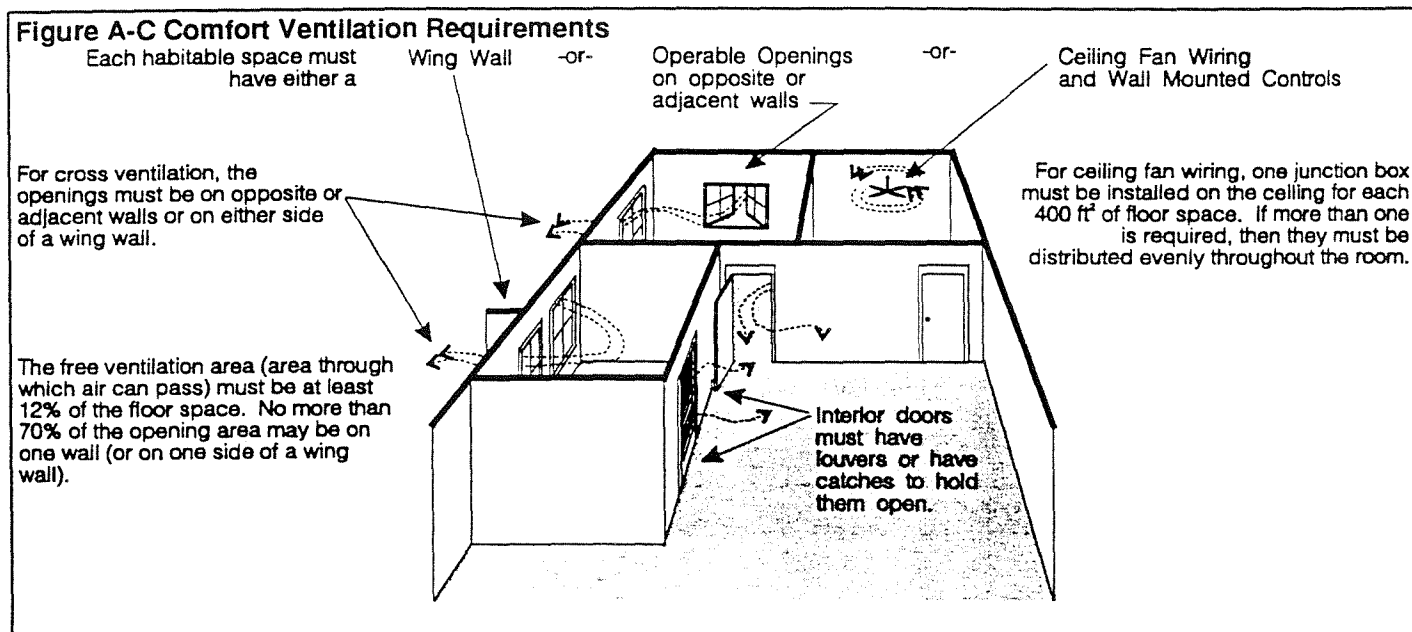 Figure A-C Comfort Ventilation Requirements
Each habitable space must
have either a
Wing Wall
-or-
Operable Openings
on opposite or
adjacent walls
-or-
Ceiling Fan Wiring
and Wall Mounted Controls
For cross ventilation, the
openings must be on opposite or
adjacent walls or on either side
of a wing wall.
For ceiling fan wiring, one junction box
must be installed on the ceiling for each
400 ft² of floor space. If more than one
is required, then they must be
distributed evenly throughout the room.
The free ventilation area (area through
which air can pass) must be at least
12% of the floor space. No more than
70% of the opening area may be on
one wall (or on one side of a wing
wall).
Interior doors
must have
louvers or have
catches to hold
them open.